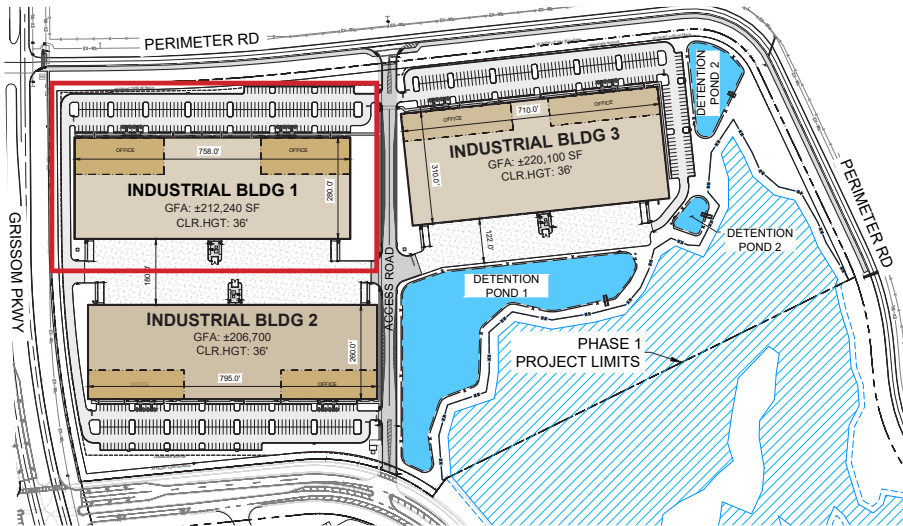 PERIMETER RD
DETENTION
POND 2
OFFICE
758.0'
OFFICE
INDUSTRIAL BLDG 1
GFA: ±212,240 SF
CLR.HGT: 36'
280.0'
OFFICE
710.0'
OFFICE
INDUSTRIAL BLDG 3
GFA: ±220,100 SF
CLR.HGT: 36'
310.0'
122.0'
PERIMETER RD
GRISSOM PKWY
180.0'
ACCESS ROAD
DETENTION
POND 2
DETENTION
POND 1
INDUSTRIAL BLDG 2
GFA: ±206,700
CLR.HGT: 36'
260.0'
OFFICE
795.0'
OFFICE
PHASE 1
PROJECT LIMITS